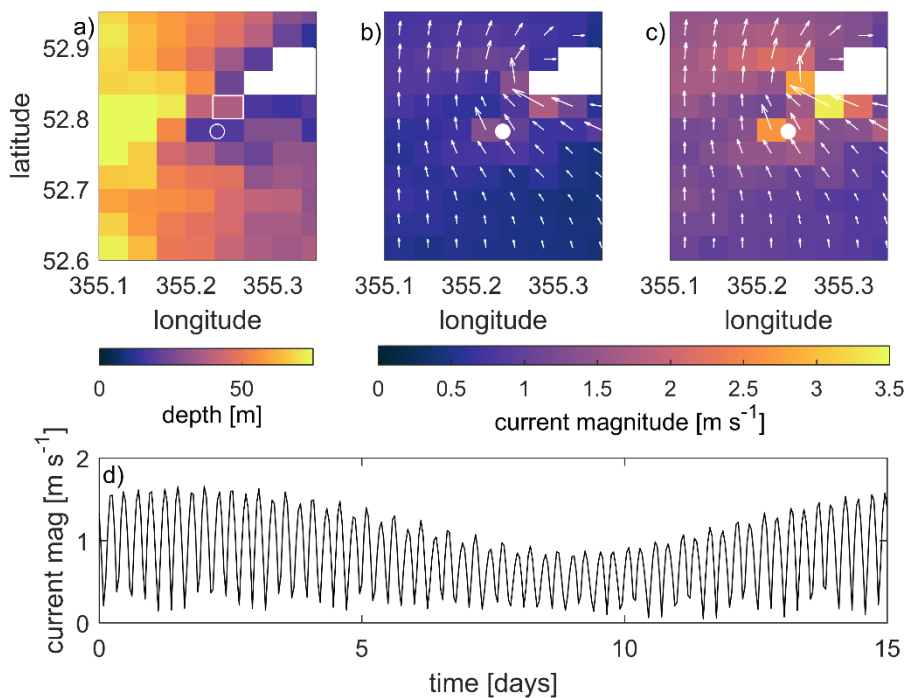 a)
b)
c)
latitude
52.9
52.8
52.7
52.6
355.1 355.2 355.3
355.1 355.2 355.3
355.1 355.2 355.3
longitude
longitude
longitude
0 50
depth [m]
0 0.5 1 1.5 2 2.5 3 3.5
current magnitude [m s⁻¹]
d)
current mag [m s⁻¹]
2
1
0
0 5 10 15
time [days]